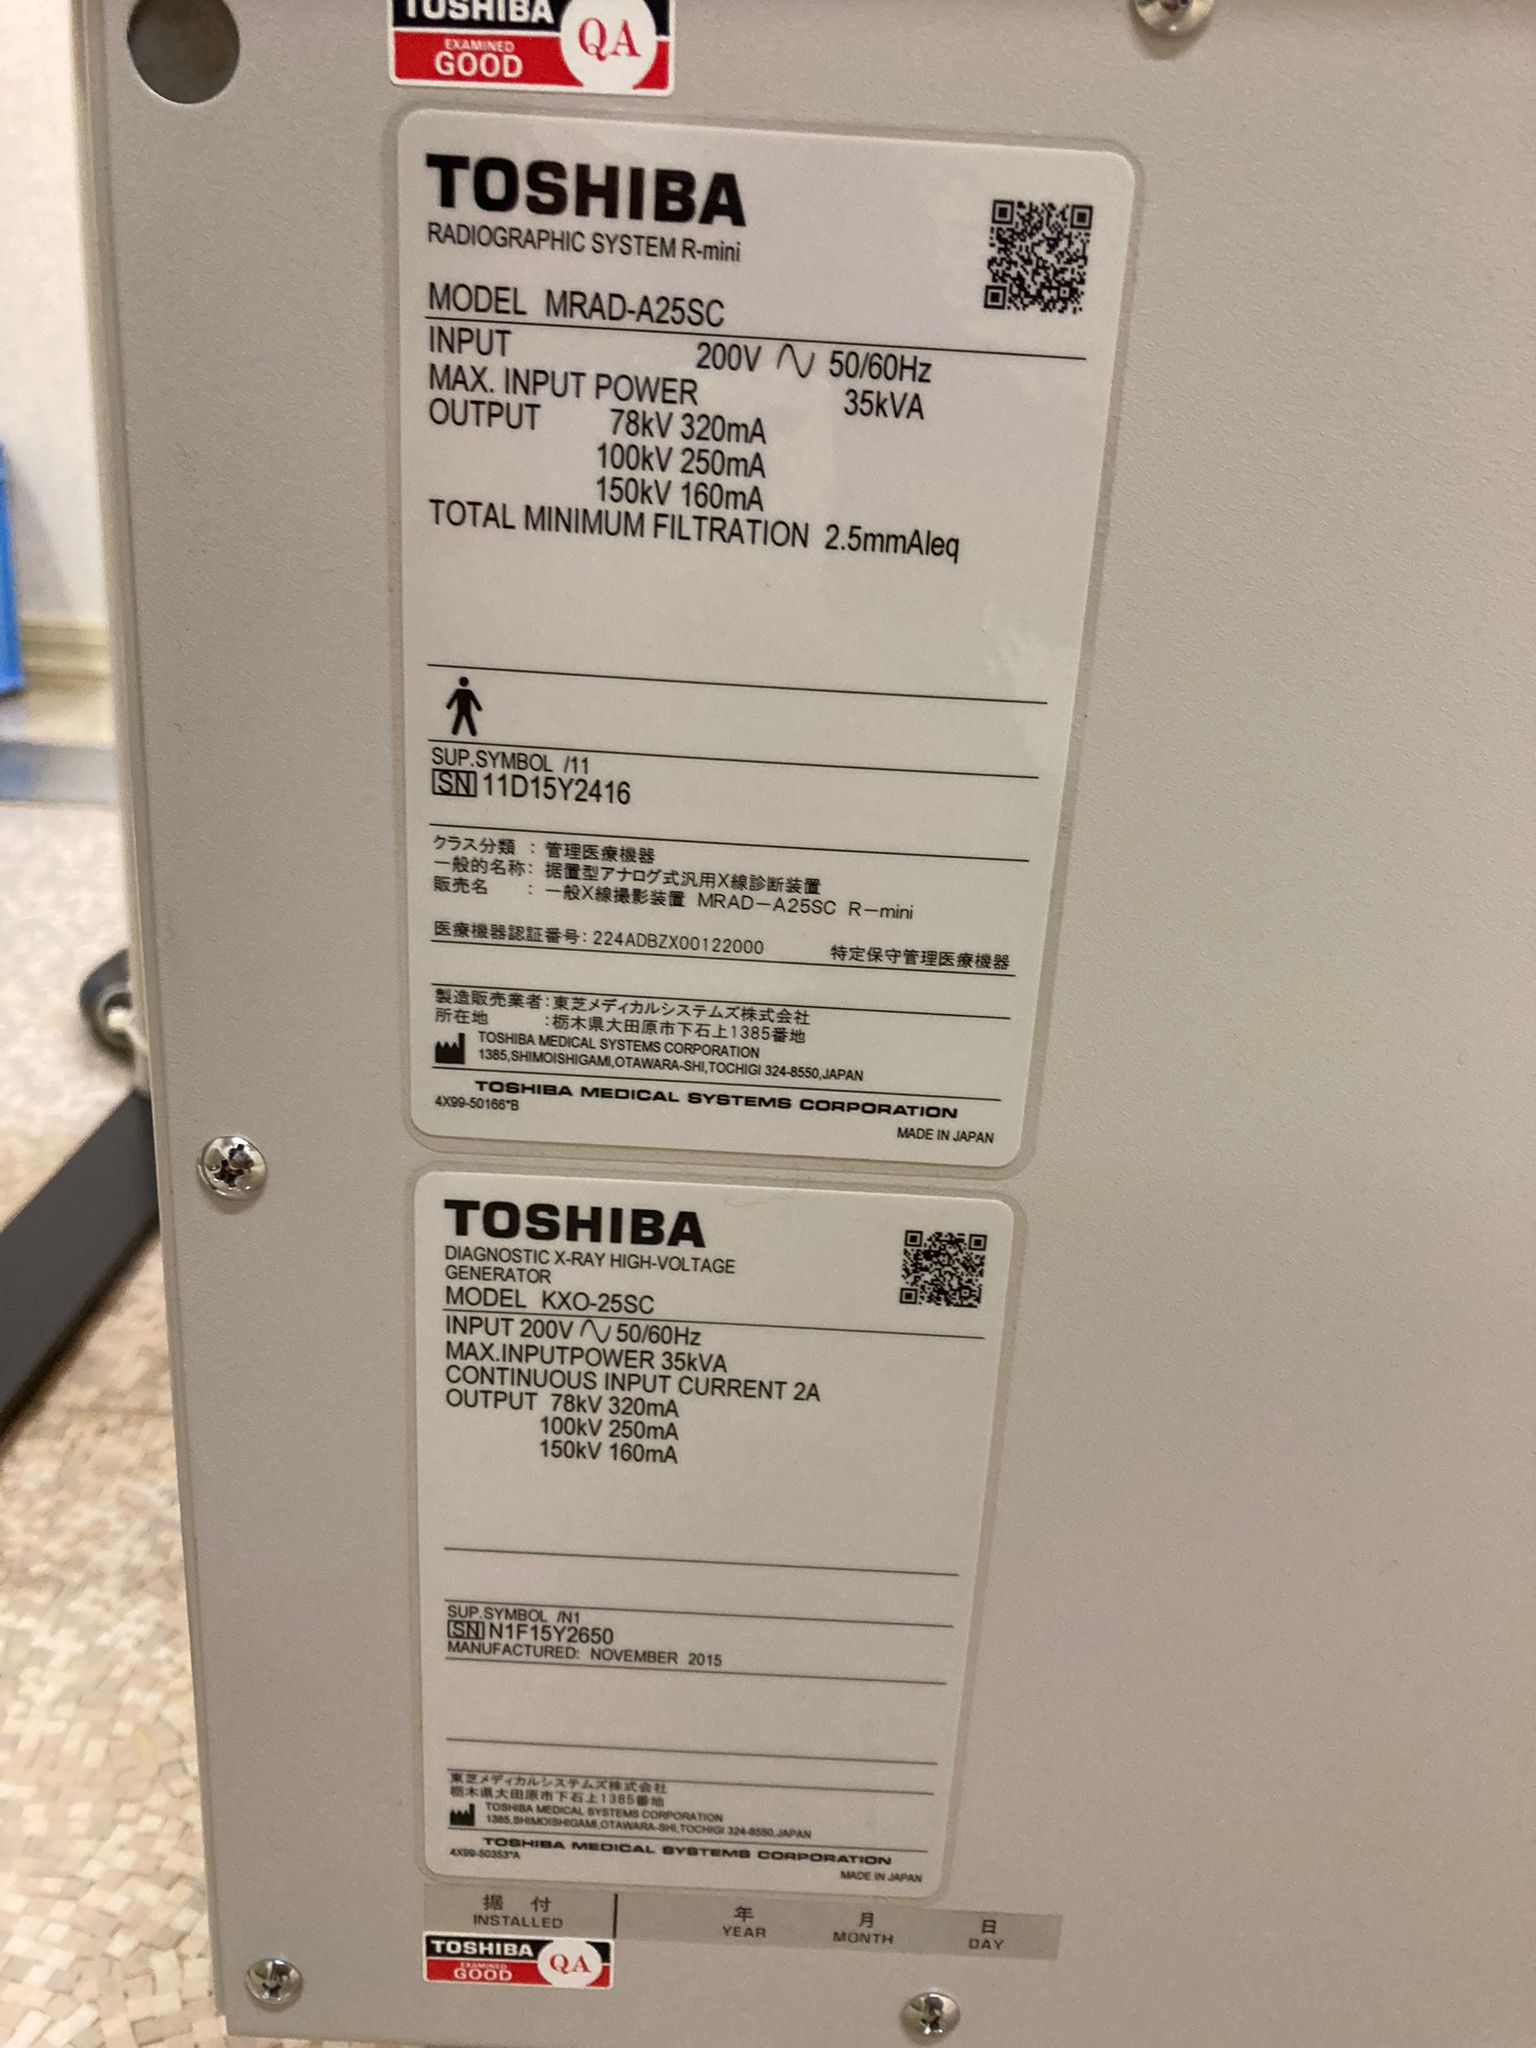 TOSHIBA
EXAMINED
GOOD
QA
TOSHIBA
RADIOGRAPHIC SYSTEM R-mini
MODEL MRAD-A25SC
INPUT 200V 50/60Hz
MAX. INPUT POWER 35kVA
OUTPUT 78kV 320mA
100kV 250mA
150kV 160mA
TOTAL MINIMUM FILTRATION 2.5mmAleq
SUP.SYMBOL /11
SN 11D15Y2416
クラス分類 : 管理医療機器
一般的名称: 据置型アナログ式汎用X線診断装置
販売名 : 一般X線撮影装置 MRAD-A25SC R-mini
医療機器認証番号: 224ADBZX00122000 特定保守管理医療機器
製造販売業者: 東芝メディカルシステムズ株式会社
所在地 :栃木県大田原市下石上1385番地
TOSHIBA MEDICAL SYSTEMS CORPORATION
1385,SHIMOISHIGAMI,OTAWARA-SHI,TOCHIGI 324-8550,JAPAN
TOSHIBA MEDICAL SYSTEMS CORPORATION
4X99-50166*B
MADE IN JAPAN
TOSHIBA
DIAGNOSTIC X-RAY HIGH-VOLTAGE
GENERATOR
MODEL KXO-25SC
INPUT 200V 50/60Hz
MAX.INPUTPOWER 35kVA
CONTINUOUS INPUT CURRENT 2A
OUTPUT 78kV 320mA
100kV 250mA
150kV 160mA
SUP.SYMBOL /N1
SN N1F15Y2650
MANUFACTURED: NOVEMBER 2015
東芝メディカルシステムズ株式会社
栃木県大田原市下石上1385番地
TOSHIBA MEDICAL SYSTEMS CORPORATION
1385,SHIMOISHIGAMI,OTAWARA-SHI,TOCHIGI 324-8550,JAPAN
TOSHIBA MEDICAL SYSTEMS CORPORATION
4X99-50353*A
MADE IN JAPAN
据付 年 月 日
INSTALLED YEAR MONTH DAY
TOSHIBA
EXAMINED
GOOD
QA